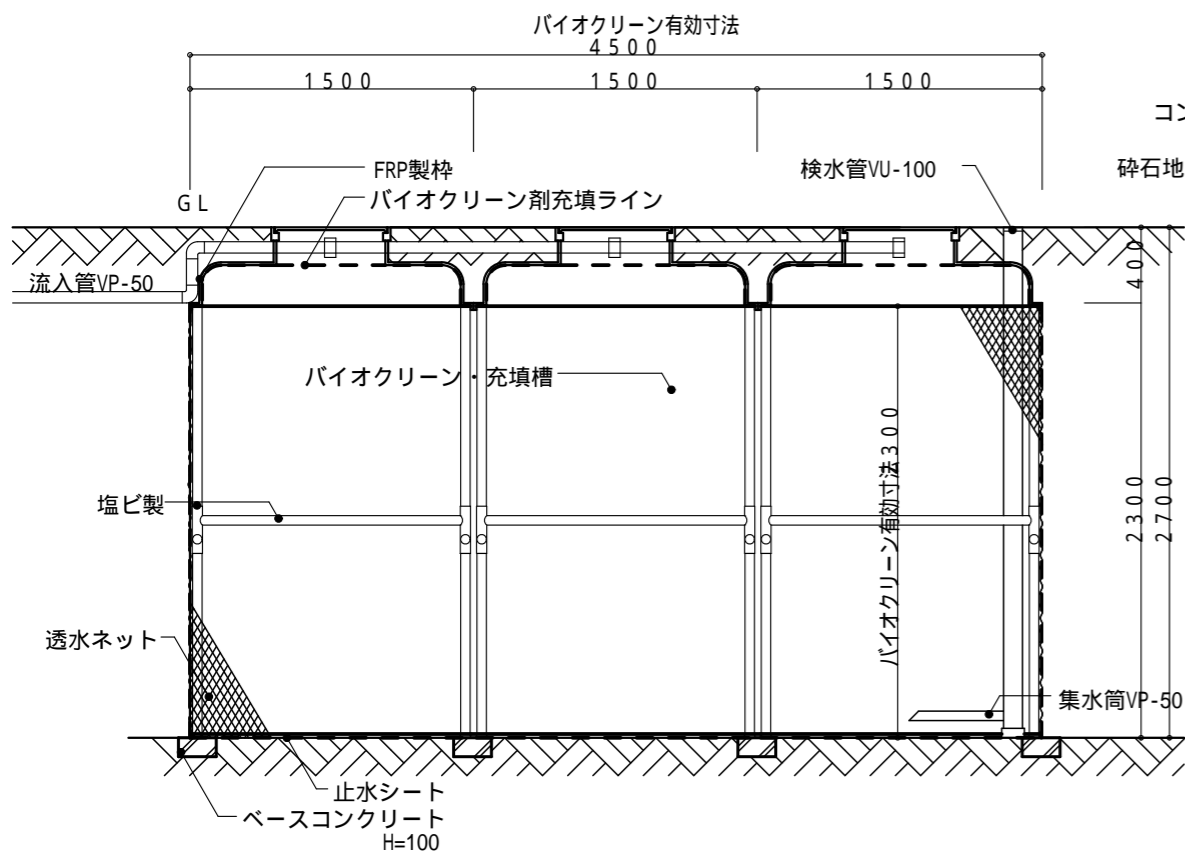 バイオクリーン有効寸法
4500
1500
1500
1500
コン
FRP製枠
検水管VU-100
砕石地
GL
バイオクリーン剤充填ライン
400
流入管VP-50
バイオクリーン・充填槽
バイオクリーン有効寸法300
2300
2700
塩ビ製
透水ネット
集水筒VP-50
止水シート
ベースコンクリート
H=100